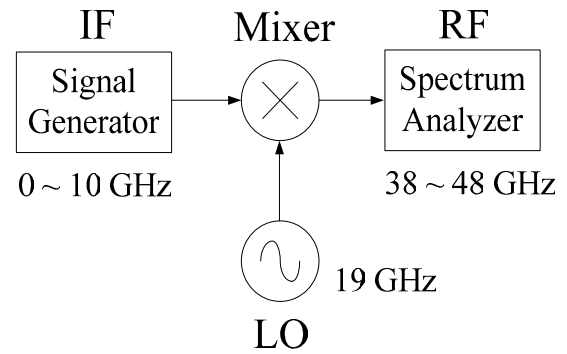 IF
Mixer
RF
Signal
Generator
Spectrum
Analyzer
0 ~ 10 GHz
38 ~ 48 GHz
19 GHz
LO